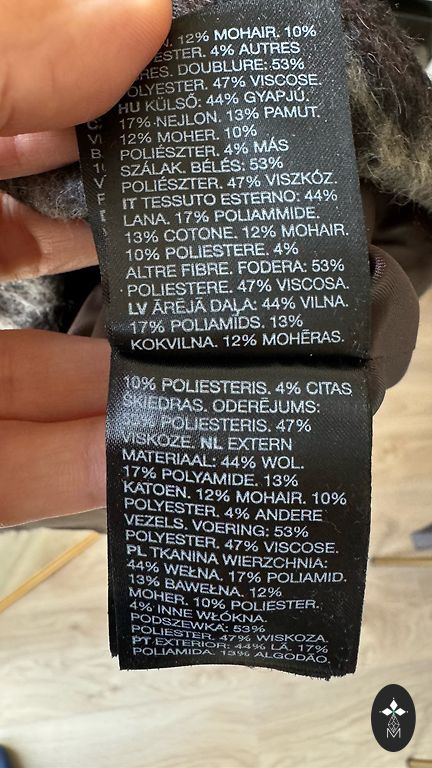 12% MOHAIR. 10%
4% AUTRES
DOUBLURE: 53%
POLYESTER. 47% VISCOSE.
HU KÜLSŐ: 44% GYAPJÚ.
17% NEJLON. 13% PAMUT.
12% MOHER. 10%
POLIÉSZTER. 4% MÁS
SZÁLAK. BÉLÉS: 53%
POLIÉSZTER. 47% VISZKÓZ.
IT TESSUTO ESTERNO: 44%
LANA. 17% POLIAMMIDE.
13% COTONE. 12% MOHAIR.
10% POLIESTERE. 4%
ALTRE FIBRE. FODERA: 53%
POLIESTERE. 47% VISCOSA.
LV ĀRĒJĀ DAĻA: 44% VILNA.
17% POLIAMĪDS. 13%
KOKVILNA. 12% MOHĒRAS.
10% POLIESTERIS. 4% CITAS
ŠĶIEDRAS. ODERĒJUMS:
53% POLIESTERIS. 47%
VISKOZE. NL EXTERN
MATERIAAL: 44% WOL.
17% POLYAMIDE. 13%
KATOEN. 12% MOHAIR. 10%
POLYESTER. 4% ANDERE
VEZELS. VOERING: 53%
POLYESTER. 47% VISCOSE.
PL TKANINA WIERZCHNIA:
44% WEŁNA. 17% POLIAMID.
13% BAWEŁNA. 12%
MOHER. 10% POLIESTER.
4% INNE WŁÓKNA.
PODSZEWKA: 53%
POLIESTER. 47% WISKOZA.
PT EXTERIOR: 44% LÃ. 17%
POLIAMIDA. 13% ALGODÃO.
M